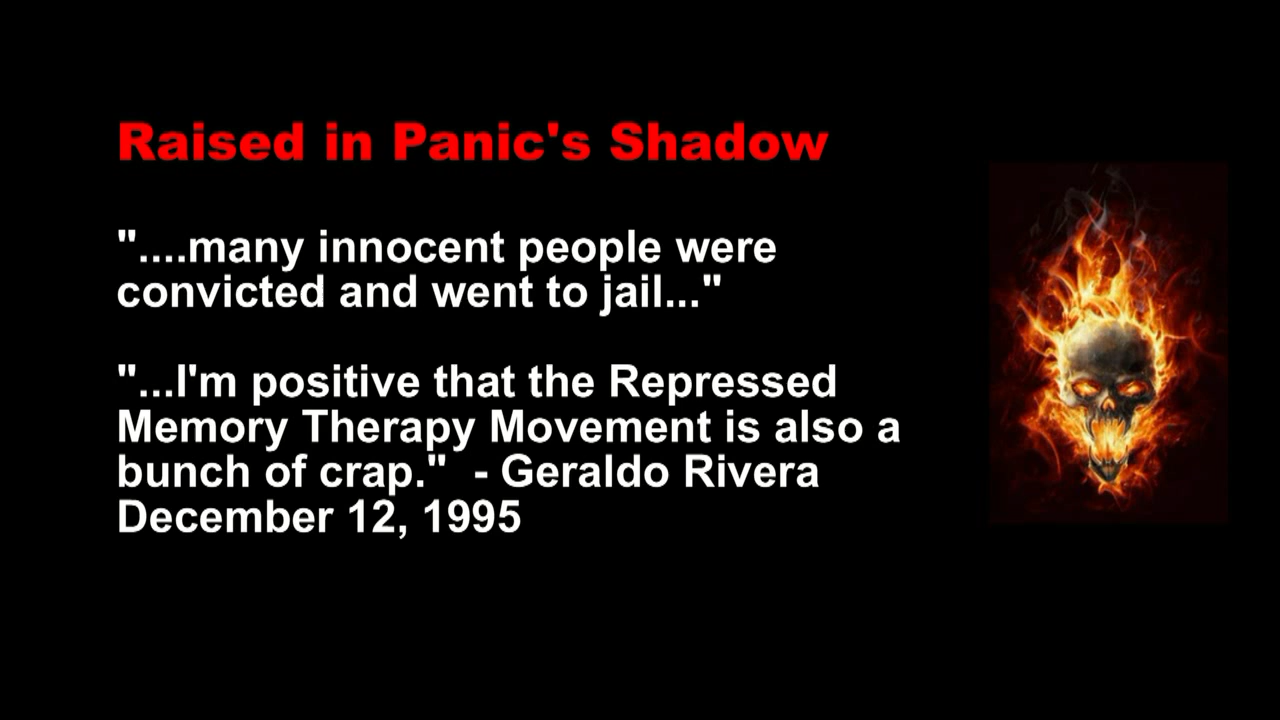 Raised in Panic's Shadow
"....many innocent people were
convicted and went to jail..."
"...I'm positive that the Repressed
Memory Therapy Movement is also a
bunch of crap."  - Geraldo Rivera
December 12, 1995